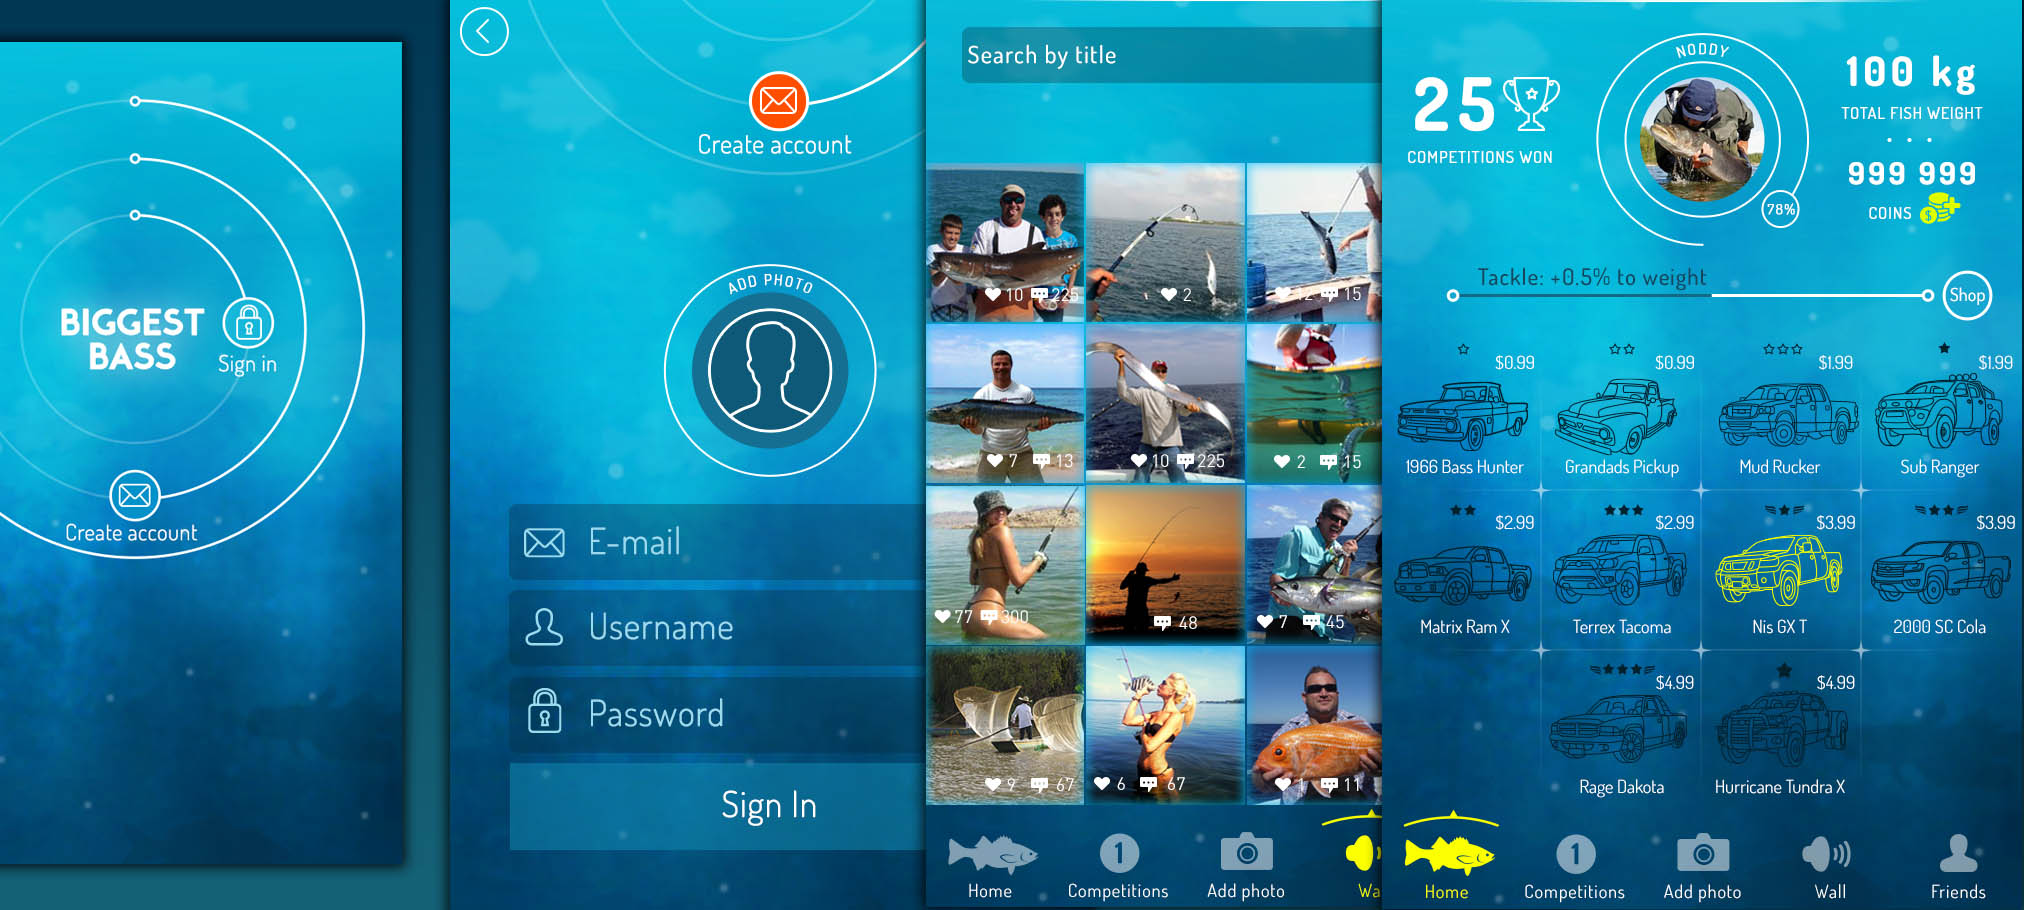 BIGGEST
BASS
Sign in
Create account
Create account
ADD PHOTO
E-mail
Username
Password
Sign In
Search by title
10 225
2
12 15
7 13
10 225
2 15
77 300
48
7 45
9 67
6 67
1 11
Home
1
Competitions
Add photo
Wa
25
COMPETITIONS WON
NODDY
78%
100 kg
TOTAL FISH WEIGHT
999 999
COINS $
Tackle: +0.5% to weight
Shop
$0.99
1966 Bass Hunter
$0.99
Grandads Pickup
$1.99
Mud Rucker
$1.99
Sub Ranger
$2.99
Matrix Ram X
$2.99
Terrex Tacoma
$3.99
Nis GX T
$3.99
2000 SC Cola
$4.99
Rage Dakota
$4.99
Hurricane Tundra X
Home
1
Competitions
Add photo
Wall
Friends